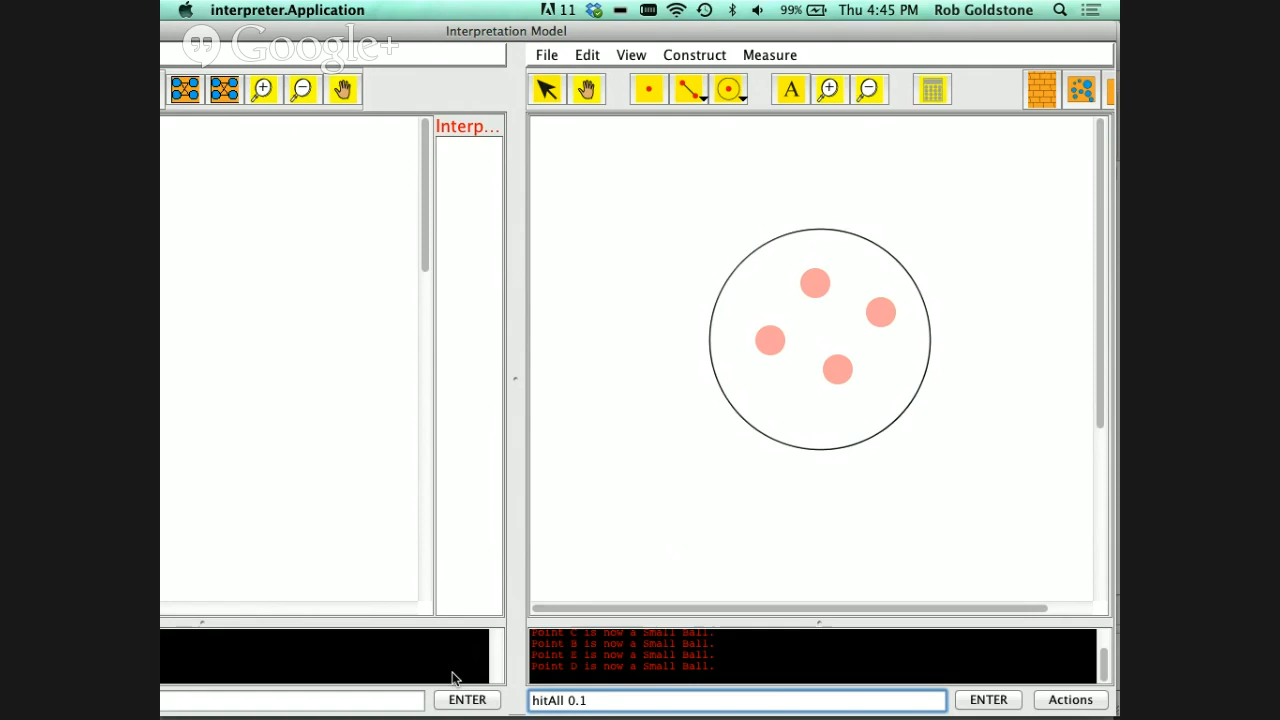 interpreter.Application 11 99% Thu 4:45 PM Rob Goldstone
Interpretation Model
Google+
File Edit View Construct Measure
A
Interp...
Point C is now a Small Ball.
Point B is now a Small Ball.
Point E is now a Small Ball.
Point D is now a Small Ball.
ENTER hitAll 0.1 ENTER Actions